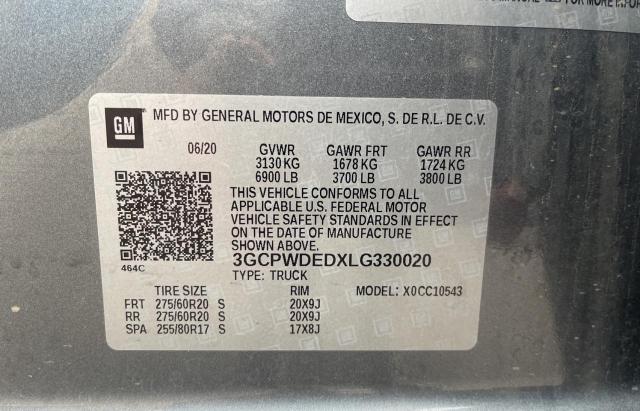 FOR MORE
GM
MFD BY GENERAL MOTORS DE MEXICO, S. DE R.L. DE C.V.
06/20 GVWR GAWR FRT GAWR RR
3130 KG 1678 KG 1724 KG
6900 LB 3700 LB 3800 LB
THIS VEHICLE CONFORMS TO ALL
APPLICABLE U.S. FEDERAL MOTOR
VEHICLE SAFETY STANDARDS IN EFFECT
ON THE DATE OF MANUFACTURE
SHOWN ABOVE.
464C
3GCPWDEDXLG330020
TYPE: TRUCK
TIRE SIZE RIM MODEL: X0CC10543
FRT 275/60R20 S 20X9J
RR 275/60R20 S 20X9J
SPA 255/80R17 S 17X8J